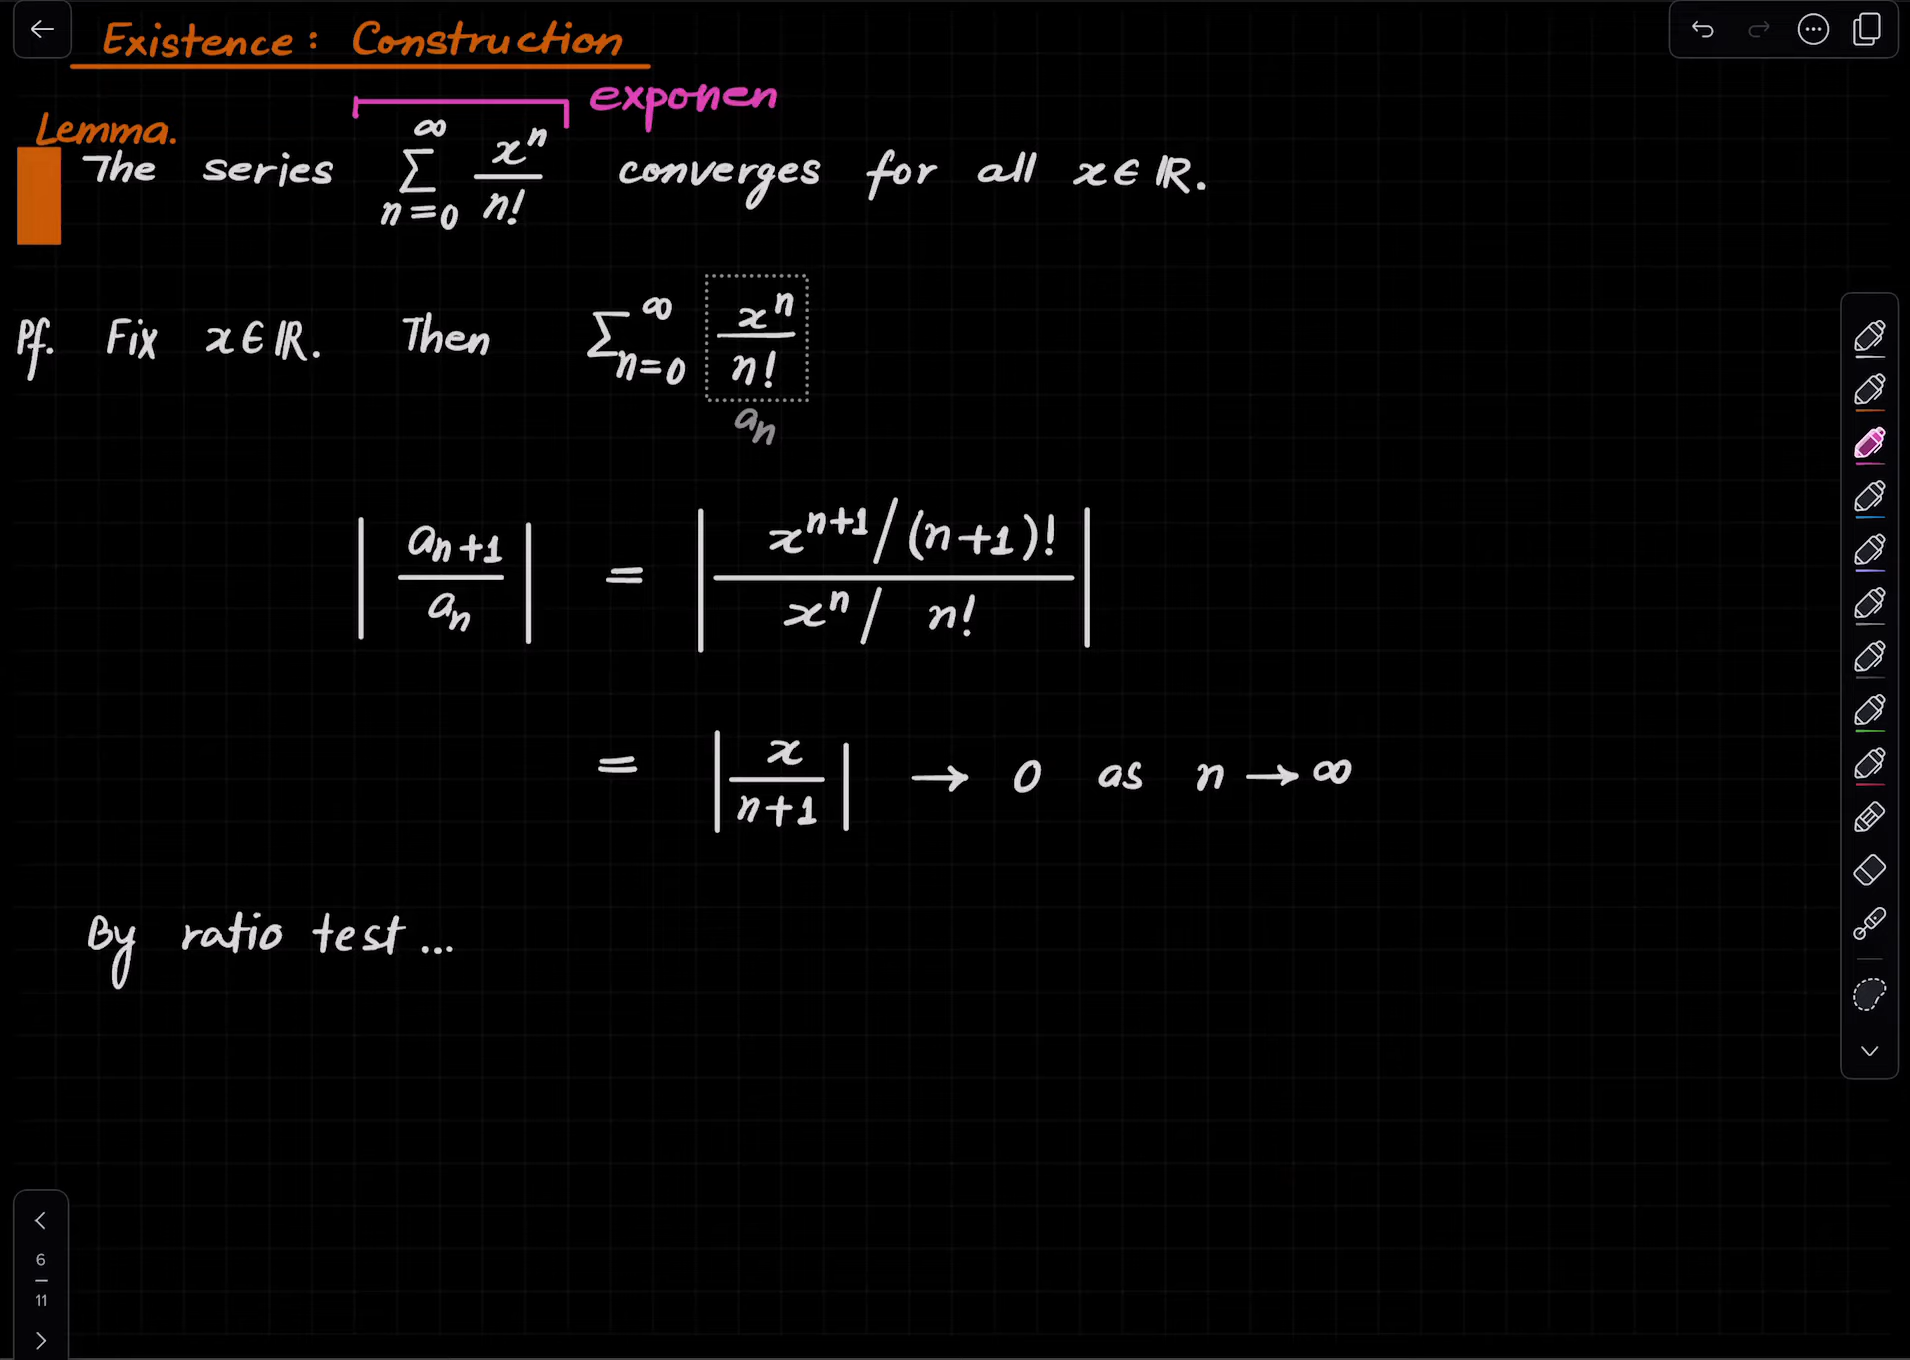 Existence: Construction
exponen
Lemma.
The series ∑_{n=0}^{∞} x^n/n! converges for all x∈ℝ.
Pf. Fix x∈ℝ. Then ∑_{n=0}^{∞} x^n/n!
a_n
|a_{n+1}/a_n| = |(x^{n+1}/(n+1)!)/(x^n/n!)|
= |x/(n+1)| → 0 as n→∞
By ratio test...
6
11